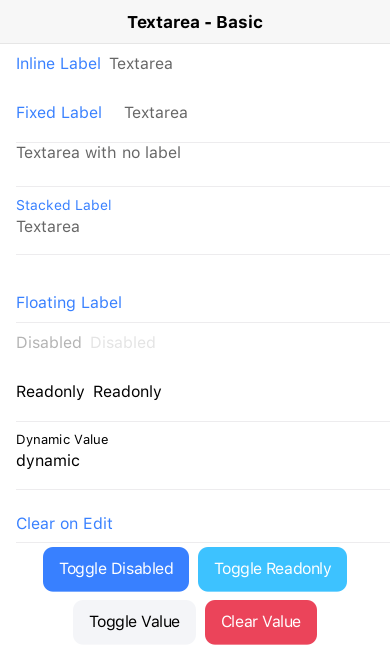 Textarea - Basic
Inline Label Textarea
Fixed Label Textarea
Textarea with no label
Stacked Label
Textarea
Floating Label
Disabled Disabled
Readonly Readonly
Dynamic Value
dynamic
Clear on Edit
Toggle Disabled Toggle Readonly
Toggle Value Clear Value